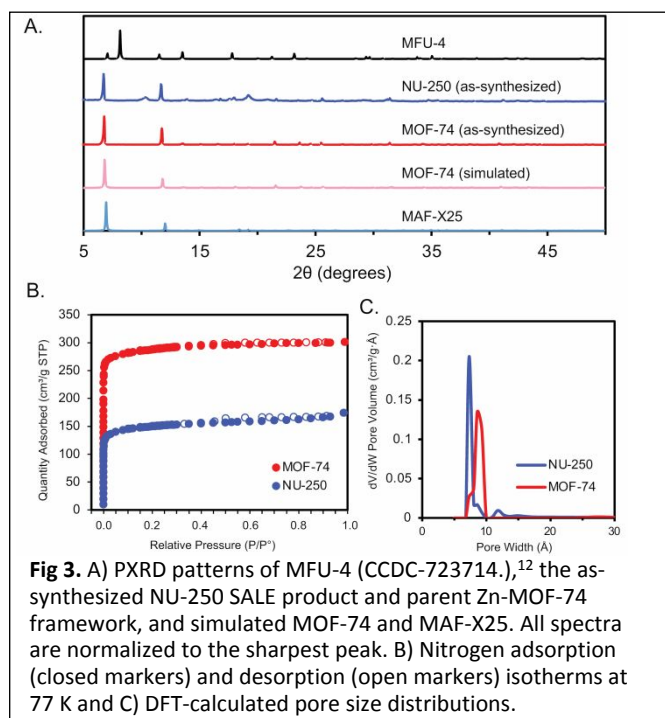 A.
MFU-4
NU-250 (as-synthesized)
MOF-74 (as-synthesized)
MOF-74 (simulated)
MAF-X25
5 15 25 35 45
2θ (degrees)
B.
Quantity Adsorbed (cm³/g STP)
350
300
250
200
150
100
50
0
MOF-74
NU-250
0.0 0.2 0.4 0.6 0.8 1.0
Relative Pressure (P/P°)
C.
dV/dW Pore Volume (cm³/g·Å)
0.25
0.2
0.15
0.1
0.05
0
NU-250
MOF-74
0 10 20 30
Pore Width (Å)
Fig 3. A) PXRD patterns of MFU-4 (CCDC-723714.),¹² the as-
synthesized NU-250 SALE product and parent Zn-MOF-74
framework, and simulated MOF-74 and MAF-X25. All spectra
are normalized to the sharpest peak. B) Nitrogen adsorption
(closed markers) and desorption (open markers) isotherms at
77 K and C) DFT-calculated pore size distributions.